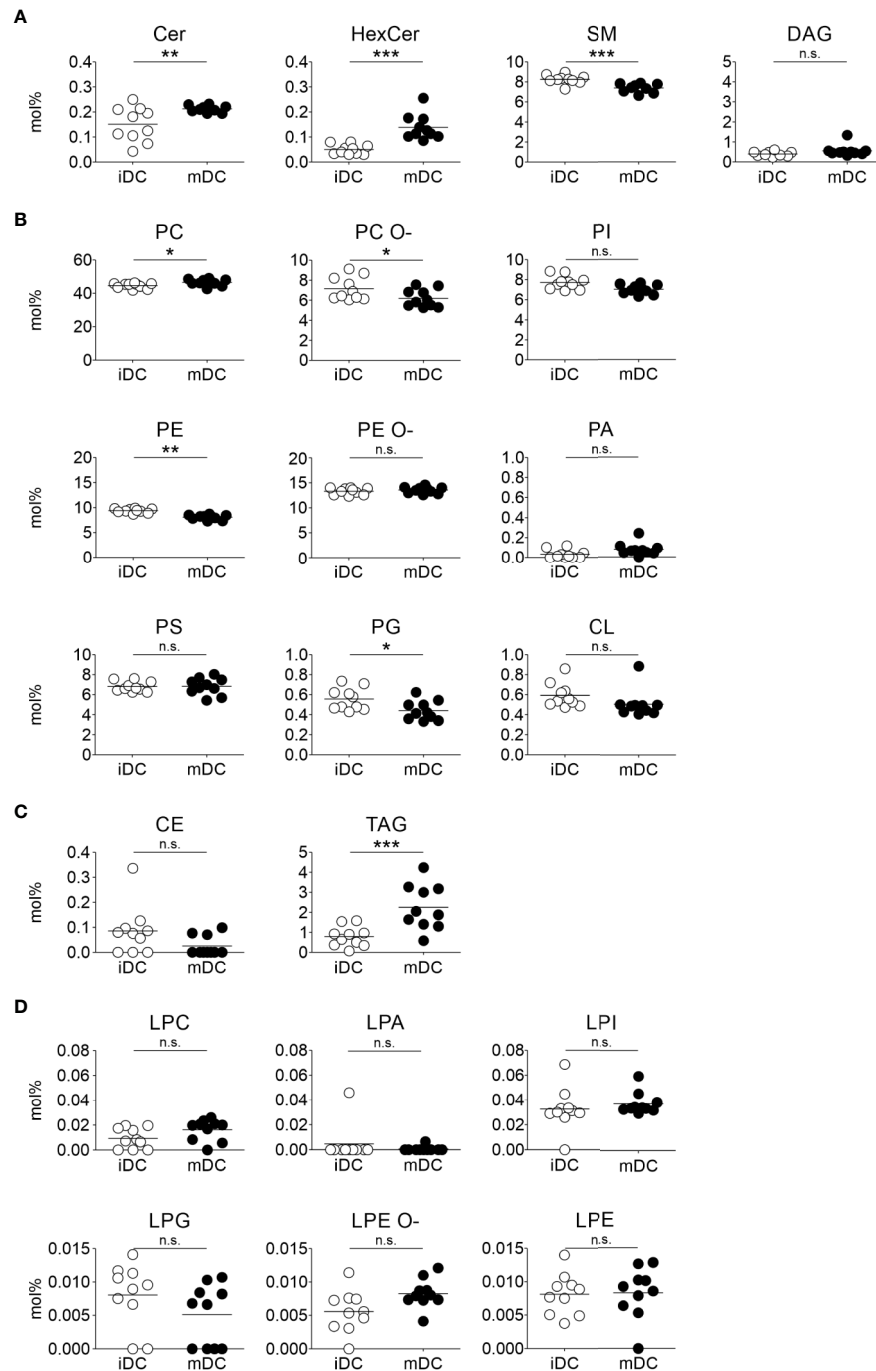 A
Cer HexCer SM DAG
** *** *** n.s.
mol%
0.4 0.4 10 5
0.3 0.3 8 4
0.2 0.2 6 3
0.1 0.1 4 2
2 1
0.0 0.0 0 0
iDC mDC iDC mDC iDC mDC iDC mDC
B
PC PC O- PI
* * n.s.
mol%
60 10 10
40 8 8
6 6
20 4 4
2 2
0 0 0
iDC mDC iDC mDC iDC mDC
PE PE O- PA
** n.s. n.s.
mol%
20 20 1.0
15 15 0.8
10 10 0.6
5 5 0.4
0.2
0 0 0.0
iDC mDC iDC mDC iDC mDC
PS PG CL
n.s. * n.s.
mol%
10 1.0 1.0
8 0.8 0.8
6 0.6 0.6
4 0.4 0.4
2 0.2 0.2
0 0.0 0.0
iDC mDC iDC mDC iDC mDC
C
CE TAG
n.s. ***
mol%
0.4 5
0.3 4
0.2 3
0.1 2
1
0.0 0
iDC mDC iDC mDC
D
LPC LPA LPI
n.s. n.s. n.s.
mol%
0.08 0.08 0.08
0.06 0.06 0.06
0.04 0.04 0.04
0.02 0.02 0.02
0.00 0.00 0.00
iDC mDC iDC mDC iDC mDC
LPG LPE O- LPE
n.s. n.s. n.s.
mol%
0.015 0.015 0.015
0.010 0.010 0.010
0.005 0.005 0.005
0.000 0.000 0.000
iDC mDC iDC mDC iDC mDC